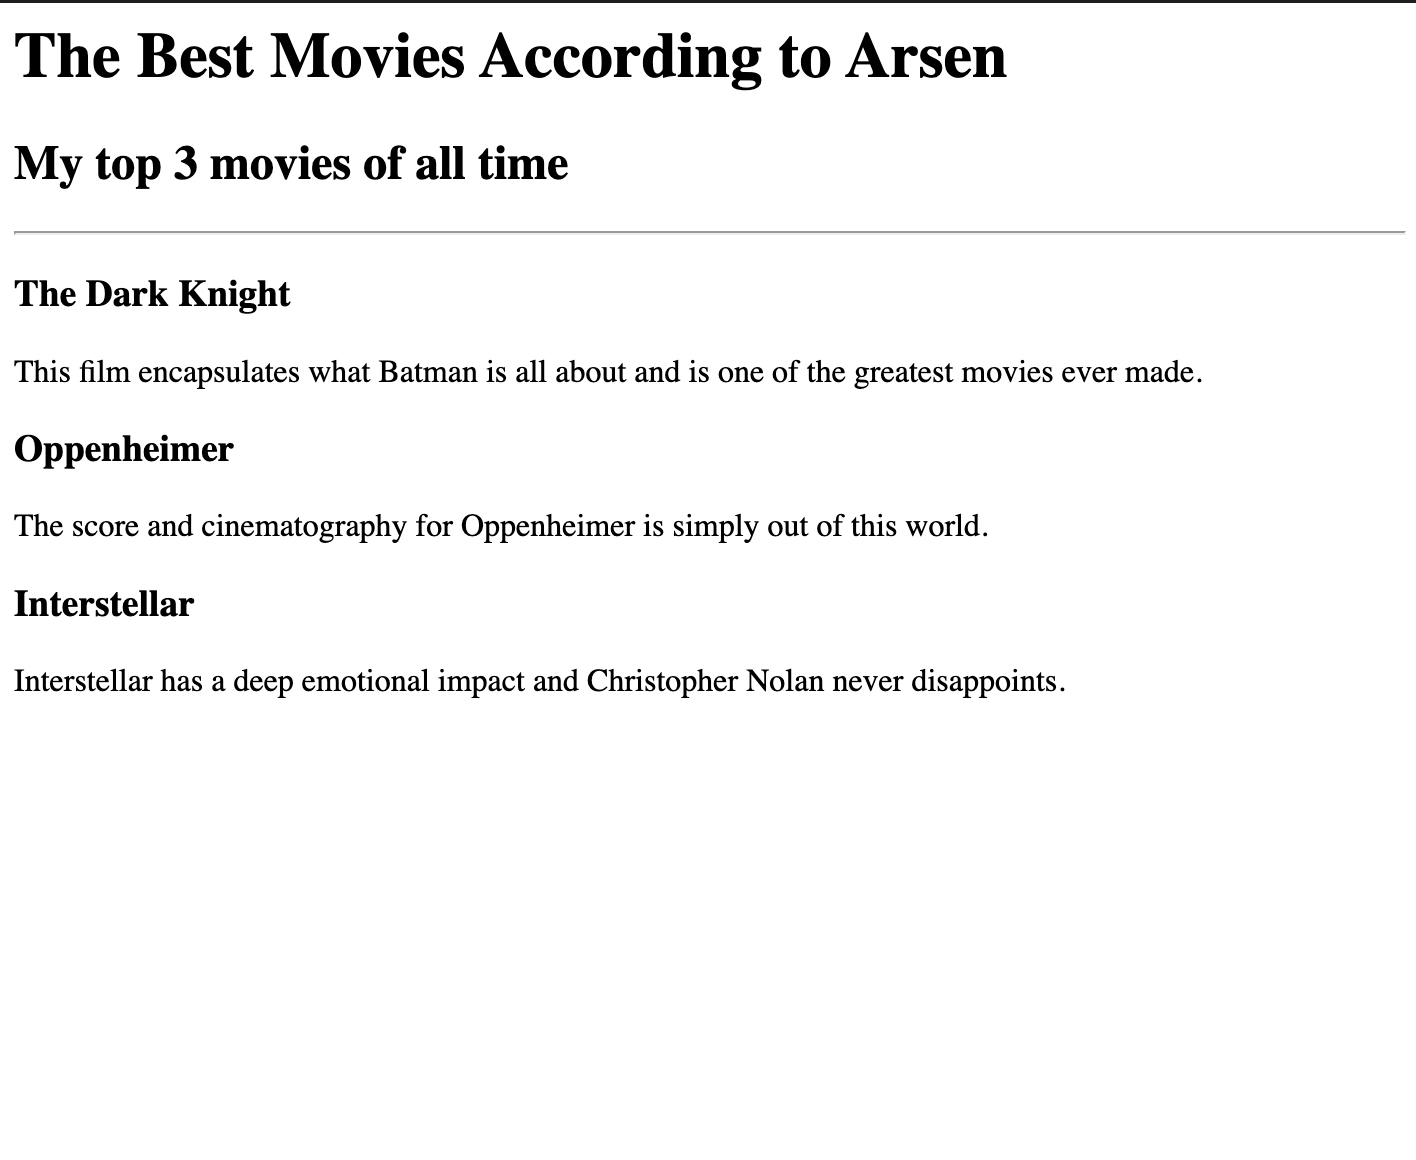 The Best Movies According to Arsen
My top 3 movies of all time
The Dark Knight
This film encapsulates what Batman is all about and is one of the greatest movies ever made.
Oppenheimer
The score and cinematography for Oppenheimer is simply out of this world.
Interstellar
Interstellar has a deep emotional impact and Christopher Nolan never disappoints.